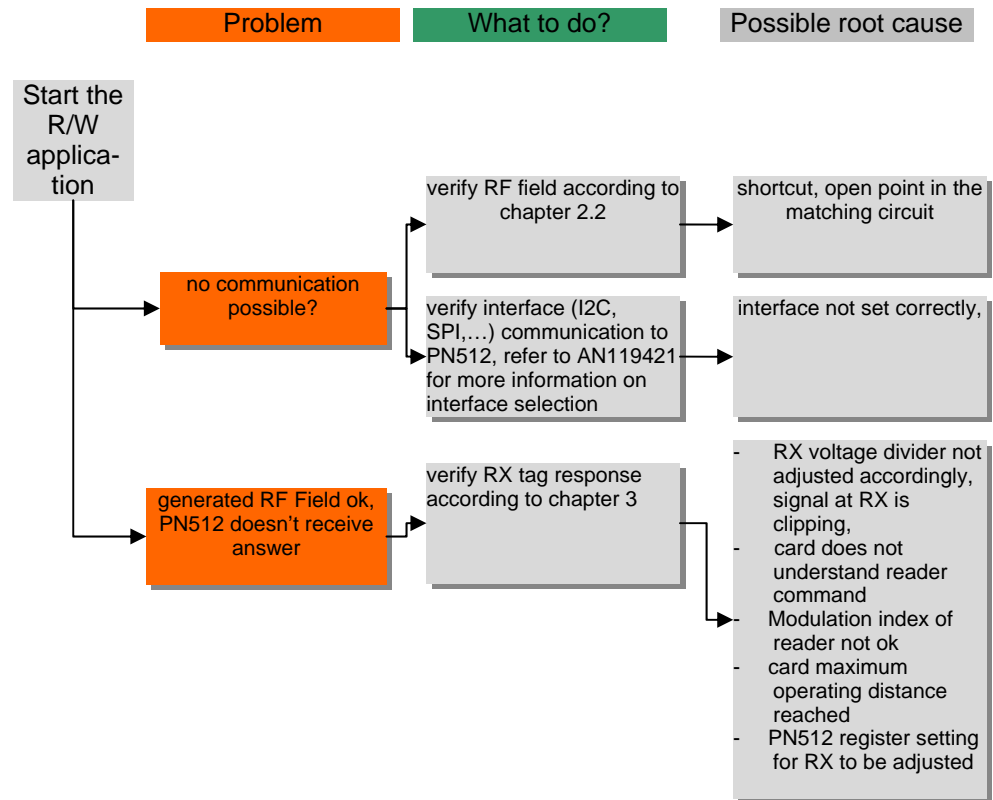 Problem
What to do?
Possible root cause
Start the
R/W
applica-
tion
verify RF field according to
chapter 2.2
shortcut, open point in the
matching circuit
no communication
possible?
verify interface (I2C,
SPI,...) communication to
PN512, refer to AN119421
for more information on
interface selection
interface not set correctly,
generated RF Field ok,
PN512 doesn't receive
answer
verify RX tag response
according to chapter 3
- RX voltage divider not
adjusted accordingly,
signal at RX is
clipping,
- card does not
understand reader
command
- Modulation index of
reader not ok
- card maximum
operating distance
reached
- PN512 register setting
for RX to be adjusted